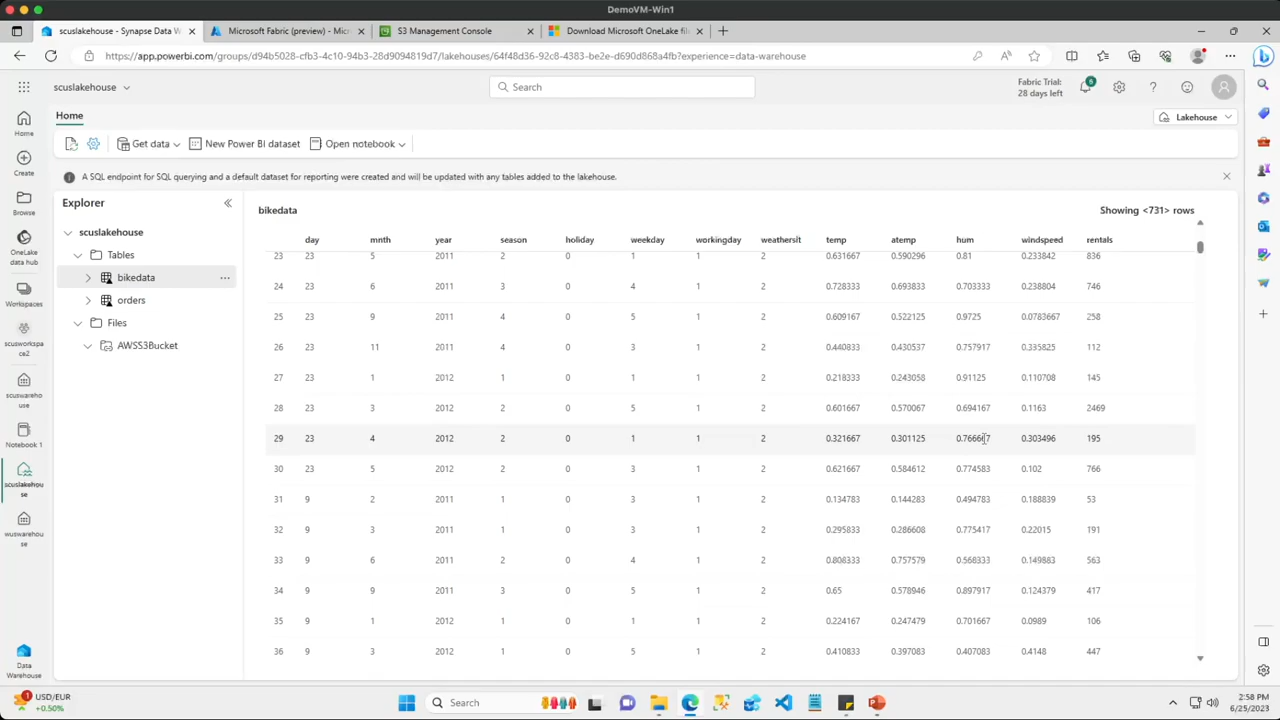 DemoVM-Win1
scuslakehouse - Synapse Data W
Microsoft Fabric (preview) - Micr
S3 Management Console
Download Microsoft OneLake file
https://app.powerbi.com/groups/d94b5028-cfb3-4c10-94b3-28d9094819d7/lakehouses/64f48d36-92c8-4383-be2e-d690d868a4fb?experience=data-warehouse
scuslakehouse
Search
Fabric Trial:
28 days left
6
Home
Lakehouse
Get data
New Power BI dataset
Open notebook
A SQL endpoint for SQL querying and a default dataset for reporting were created and will be updated with any tables added to the lakehouse.
Home
Create
Browse
OneLake
data hub
Workspaces
scusworkspa
ce2
scuswareho
use
Notebook 1
scuslakehou
se
wuswarehou
se
Data
Warehouse
Explorer
scuslakehouse
Tables
bikedata
orders
Files
AWSS3Bucket
bikedata
Showing <731> rows
day mnth year season holiday weekday workingday weathersit temp atemp hum windspeed rentals
23 23 5 2011 2 0 1 1 2 0.631667 0.590296 0.81 0.233842 836
24 23 6 2011 3 0 4 1 2 0.728333 0.693833 0.703333 0.238804 746
25 23 9 2011 4 0 5 1 2 0.609167 0.522125 0.9725 0.0783667 258
26 23 11 2011 4 0 3 1 2 0.440833 0.430537 0.757917 0.335825 112
27 23 1 2012 1 0 1 1 2 0.218333 0.243058 0.91125 0.110708 145
28 23 3 2012 2 0 5 1 2 0.601667 0.570067 0.694167 0.1163 2469
29 23 4 2012 2 0 1 1 2 0.321667 0.301125 0.766667 0.303496 195
30 23 5 2012 2 0 3 1 2 0.621667 0.584612 0.774583 0.102 766
31 9 2 2011 1 0 3 1 2 0.134783 0.144283 0.494783 0.188839 53
32 9 3 2011 1 0 3 1 2 0.295833 0.286608 0.775417 0.22015 191
33 9 6 2011 2 0 4 1 2 0.808333 0.757579 0.568333 0.149883 563
34 9 9 2011 3 0 5 1 2 0.65 0.578946 0.897917 0.124379 417
35 9 1 2012 1 0 1 1 2 0.224167 0.247479 0.701667 0.0989 106
36 9 3 2012 1 0 5 1 2 0.410833 0.397083 0.407083 0.4148 447
1
USD/EUR
+0.50%
Search
2:58 PM
6/25/2023